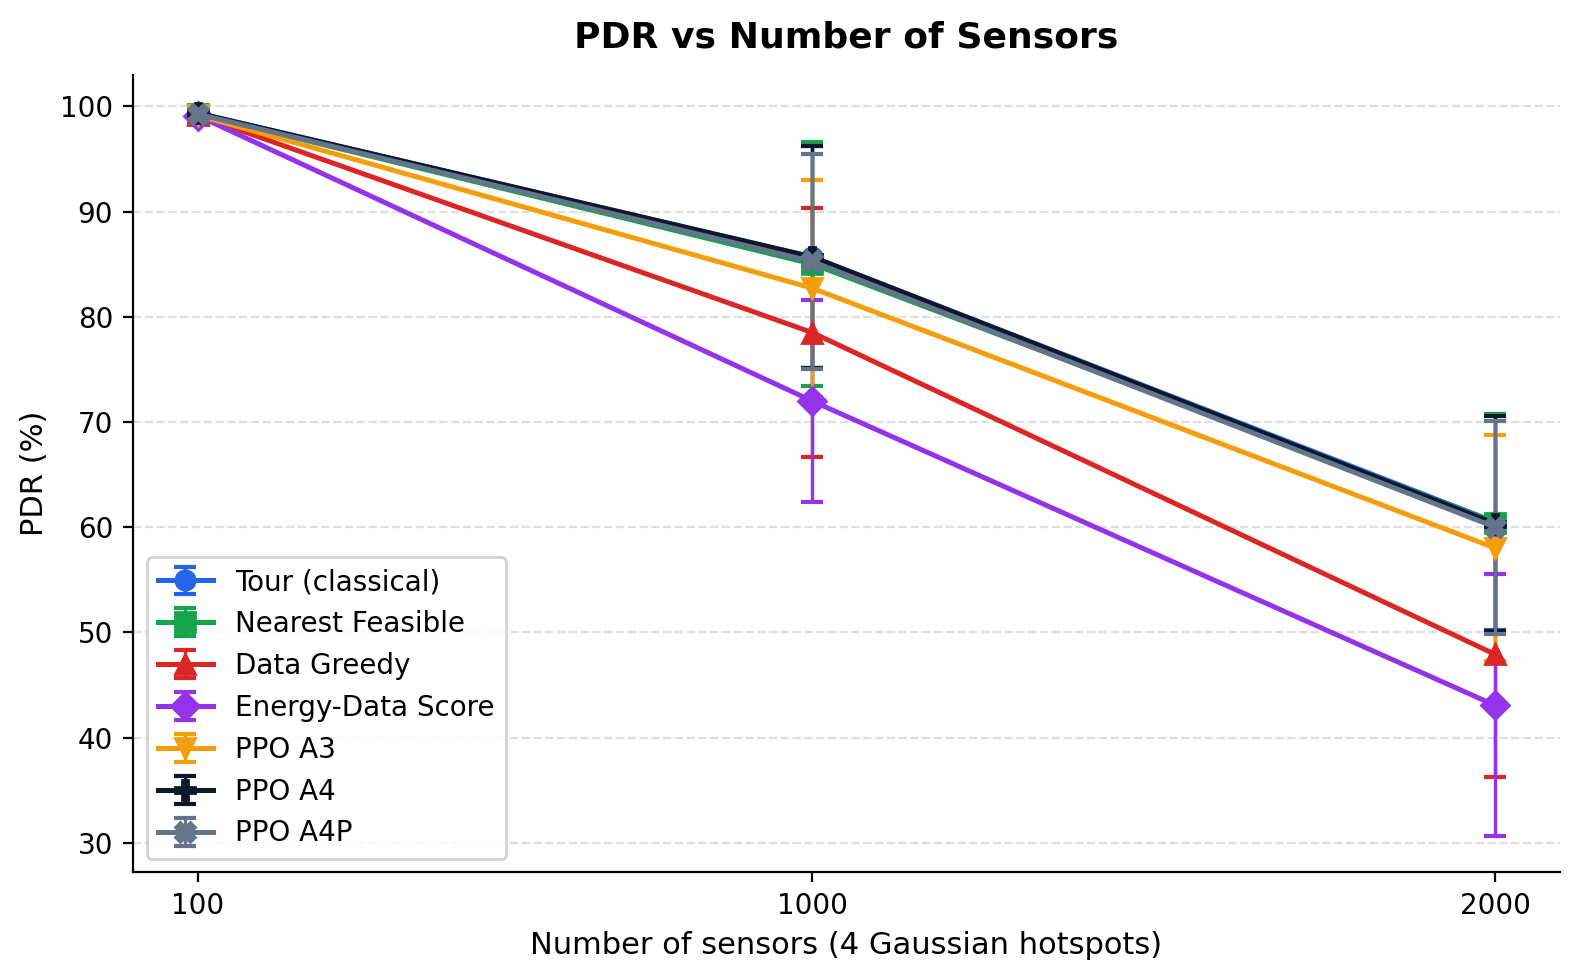 PDR vs Number of Sensors
PDR (%)
100
90
80
70
60
50
40
30
Tour (classical)
Nearest Feasible
Data Greedy
Energy-Data Score
PPO A3
PPO A4
PPO A4P
100 1000 2000
Number of sensors (4 Gaussian hotspots)